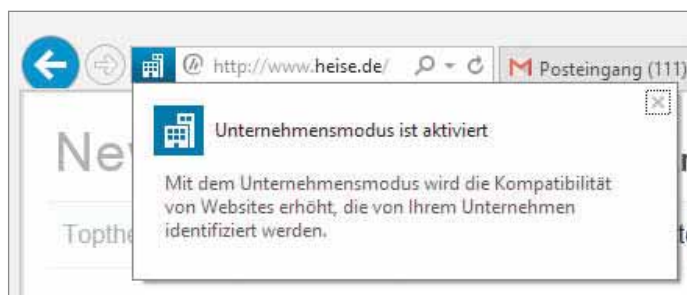 http://www.heise.de/
Posteingang (111)
Unternehmensmodus ist aktiviert
Mit dem Unternehmensmodus wird die Kompatibilität
von Websites erhöht, die von Ihrem Unternehmen
identifiziert werden.